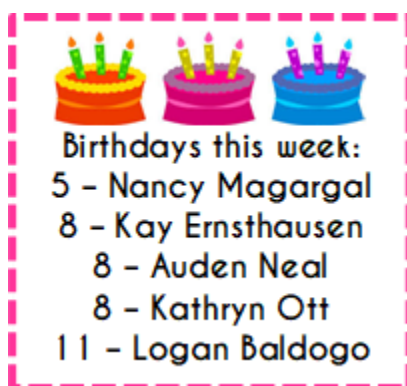 Birthdays this week:
5 – Nancy Magargal
8 – Kay Ernsthausen
8 – Auden Neal
8 – Kathryn Ott
11 – Logan Baldogo